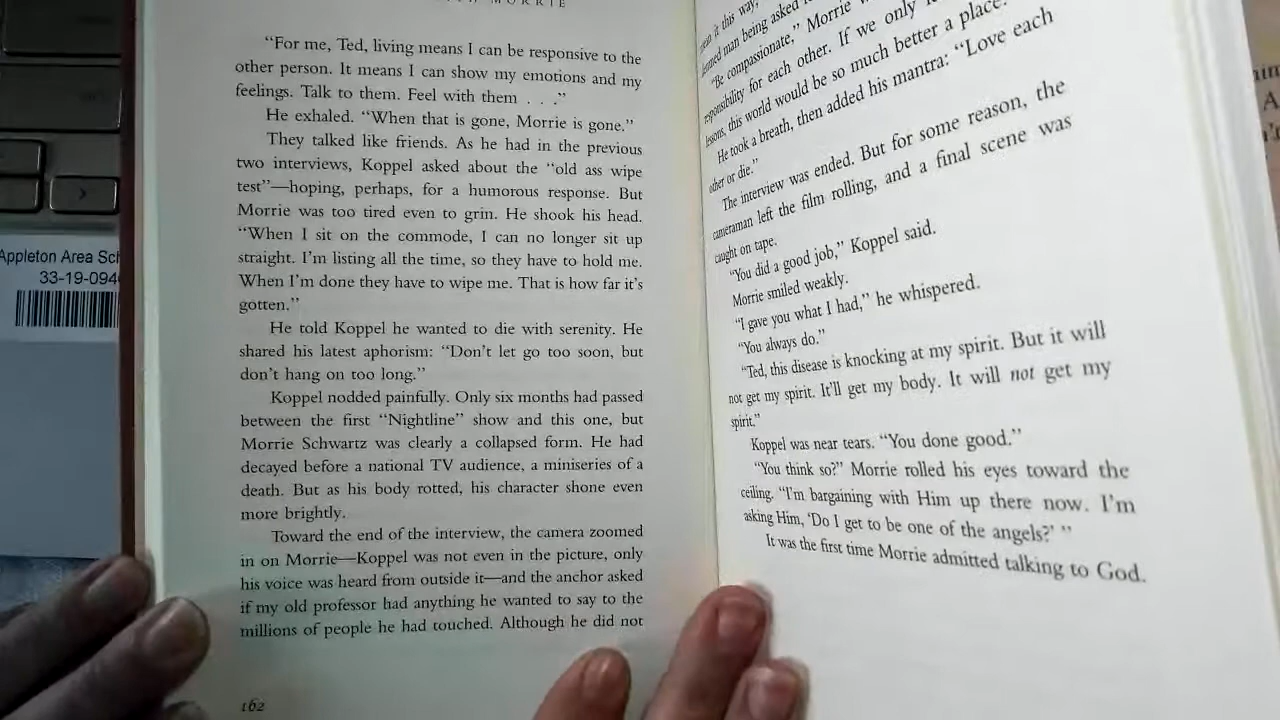 MORRIE
"For me, Ted, living means I can be responsive to the
other person. It means I can show my emotions and my
feelings. Talk to them. Feel with them . . ."
He exhaled. "When that is gone, Morrie is gone."
They talked like friends. As he had in the previous
two interviews, Koppel asked about the "old ass wipe
test"—hoping, perhaps, for a humorous response. But
Morrie was too tired even to grin. He shook his head.
"When I sit on the commode, I can no longer sit up
straight. I'm listing all the time, so they have to hold me.
When I'm done they have to wipe me. That is how far it's
gotten."
He told Koppel he wanted to die with serenity. He
shared his latest aphorism: "Don't let go too soon, but
don't hang on too long."
Koppel nodded painfully. Only six months had passed
between the first "Nightline" show and this one, but
Morrie Schwartz was clearly a collapsed form. He had
decayed before a national TV audience, a miniseries of a
death. But as his body rotted, his character shone even
more brightly.
Toward the end of the interview, the camera zoomed
in on Morrie—Koppel was not even in the picture, only
his voice was heard from outside it—and the anchor asked
if my old professor had anything he wanted to say to the
millions of people he had touched. Although he did not
162
it this way,
man being asked
"Be compassionate," Morrie
responsibility for each other. If we only
lessons, this world would be so much better a place."
He took a breath, then added his mantra: "Love each
other or die."
The interview was ended. But for some reason, the
cameraman left the film rolling, and a final scene was
caught on tape.
"You did a good job," Koppel said.
Morrie smiled weakly.
"I gave you what I had," he whispered.
"You always do."
"Ted, this disease is knocking at my spirit. But it will
not get my spirit. It'll get my body. It will not get my
spirit."
Koppel was near tears. "You done good."
"You think so?" Morrie rolled his eyes toward the
ceiling. "I'm bargaining with Him up there now. I'm
asking Him, 'Do I get to be one of the angels?' "
It was the first time Morrie admitted talking to God.
Appleton Area Sch
33-19-094